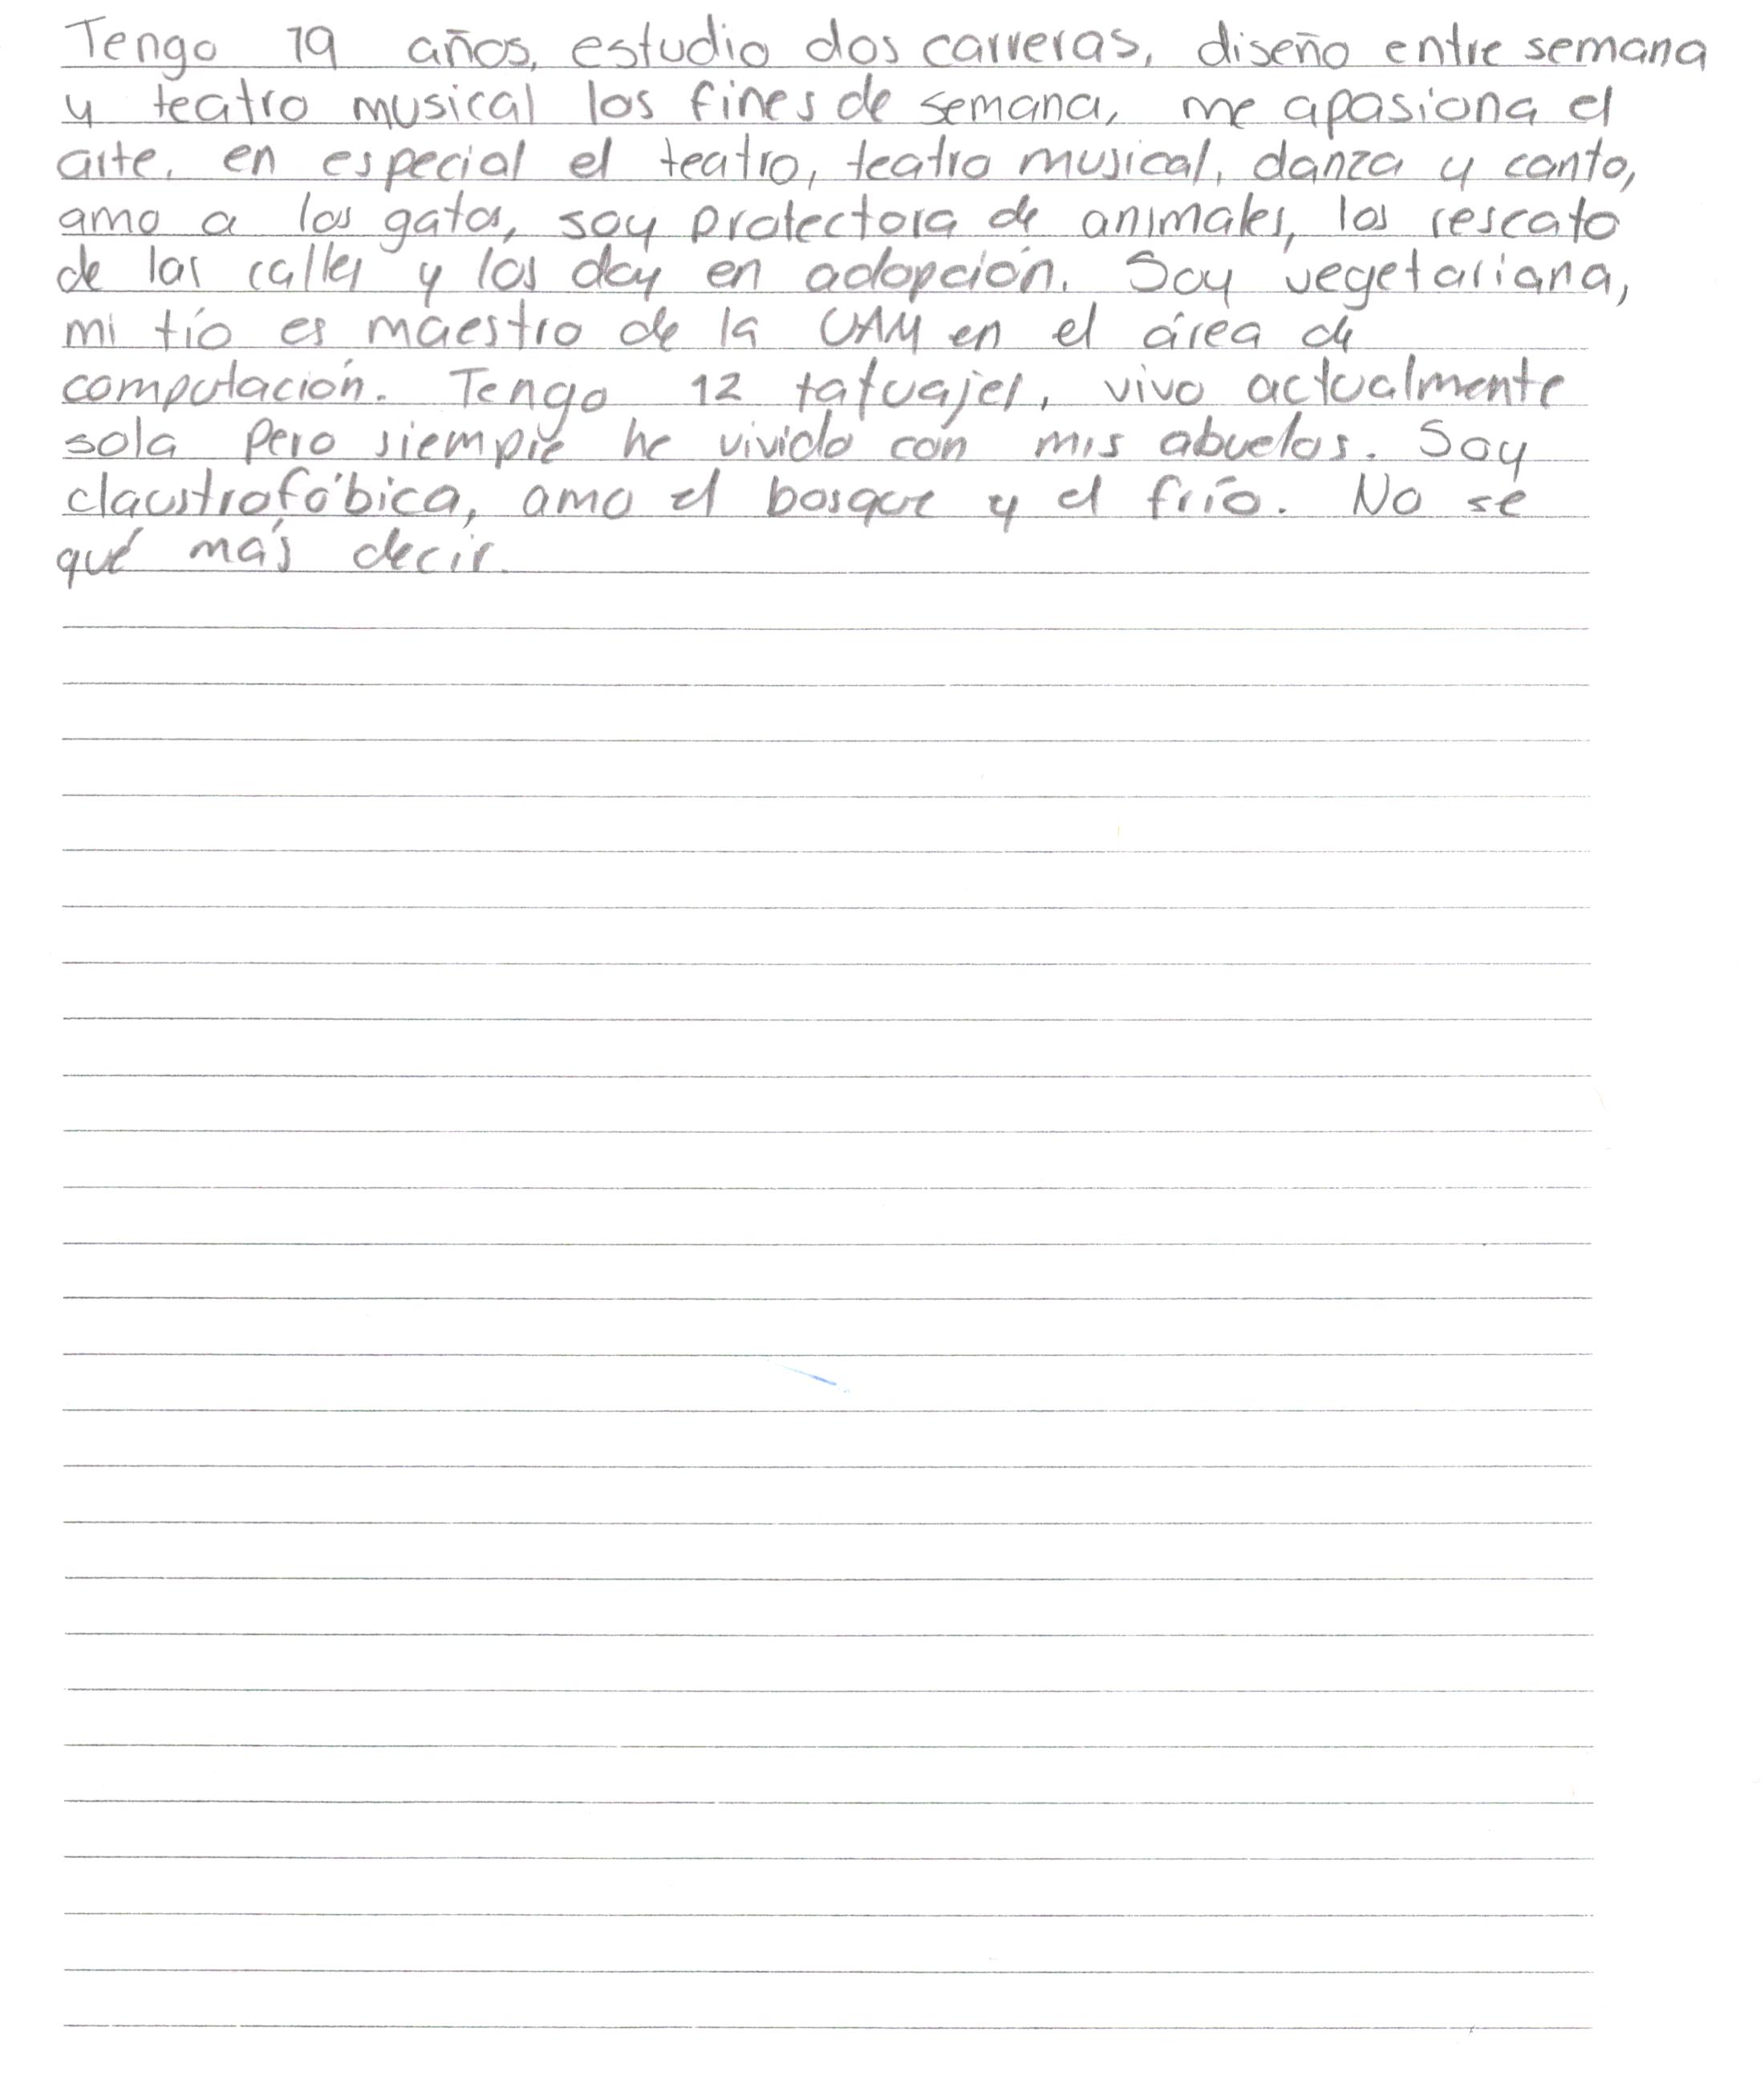 Tengo 19 años, estudio dos carreras, diseño entre semana
y teatro musical los fines de semana, me apasiona el
arte, en especial el teatro, teatro musical, danza y canto,
amo a los gatos, soy protectora de animales, los rescato
de las calles y los doy en adopción. Soy vegetariana,
mi tío es maestro de la UAM en el área de
computación. Tengo 12 tatuajes, vivo actualmente
sola pero siempre he vivido con mis abuelos. Soy
claustrofóbica, amo el bosque y el frío. No sé
qué más decir.